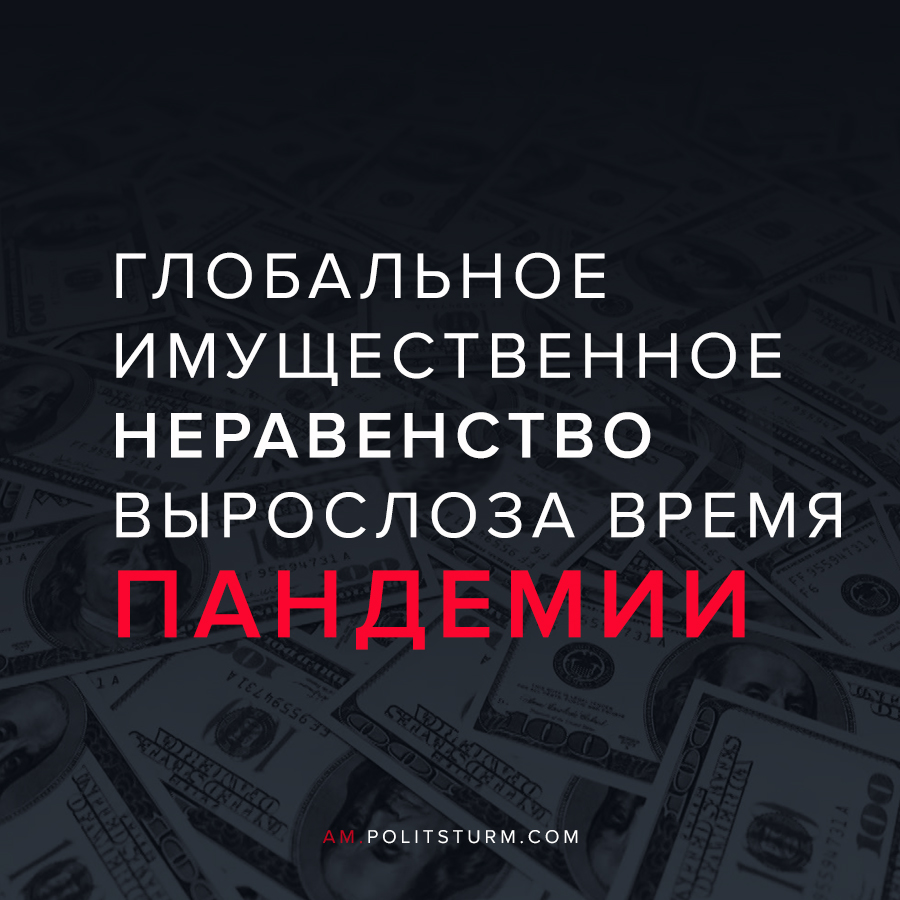 ГЛОБАЛЬНОЕ
ИМУЩЕСТВЕННОЕ
НЕРАВЕНСТВО
ВЫРОСЛОЗА ВРЕМЯ
ПАНДЕМИИ
AM.POLITSTURM.COM